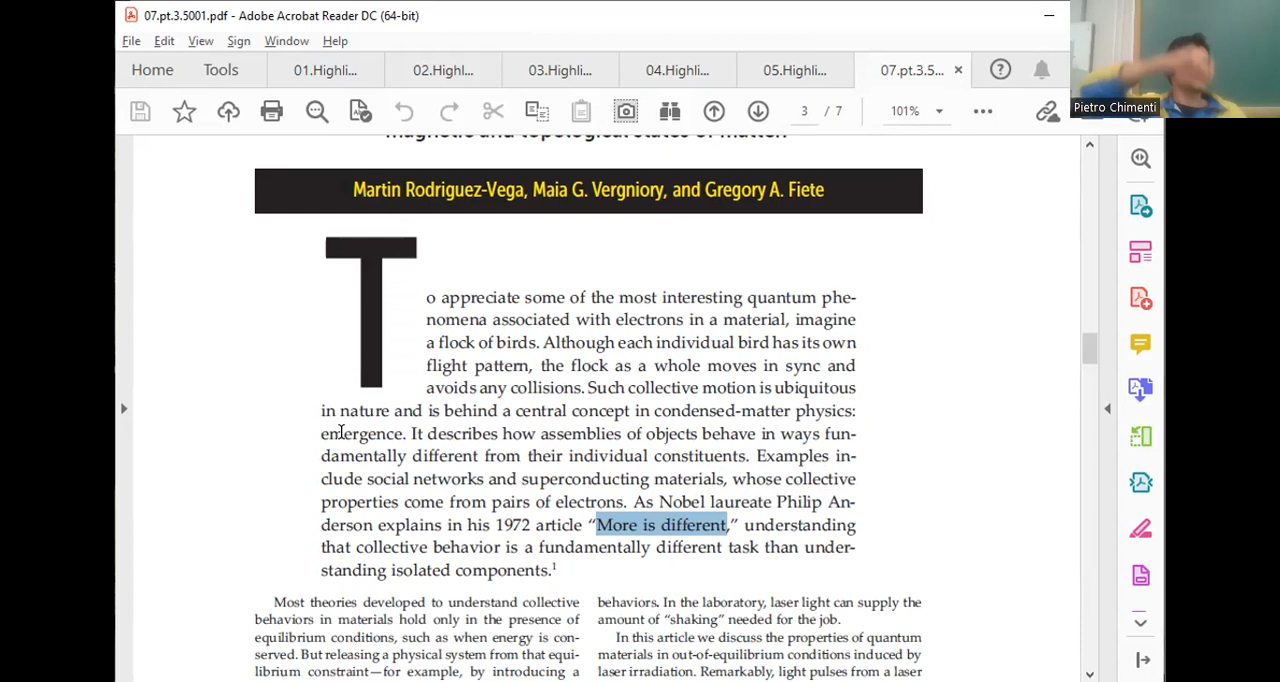 07.pt.3.5001.pdf - Adobe Acrobat Reader DC (64-bit)
File Edit View Sign Window Help
Home Tools 01.Highli... 02.Highl... 03.Highli... 04.Highli... 05.Highli... 07.pt.3.5...
3 / 7 101%
Pietro Chimenti
Magnetic and topological states of matter.
Martin Rodriguez-Vega, Maia G. Vergniory, and Gregory A. Fiete
To appreciate some of the most interesting quantum phe-
nomena associated with electrons in a material, imagine
a flock of birds. Although each individual bird has its own
flight pattern, the flock as a whole moves in sync and
avoids any collisions. Such collective motion is ubiquitous
in nature and is behind a central concept in condensed-matter physics:
emergence. It describes how assemblies of objects behave in ways fun-
damentally different from their individual constituents. Examples in-
clude social networks and superconducting materials, whose collective
properties come from pairs of electrons. As Nobel laureate Philip An-
derson explains in his 1972 article “More is different,” understanding
that collective behavior is a fundamentally different task than under-
standing isolated components.1
Most theories developed to understand collective
behaviors in materials hold only in the presence of
equilibrium conditions, such as when energy is con-
served. But releasing a physical system from that equi-
librium constraint—for example, by introducing a
behaviors. In the laboratory, laser light can supply the
amount of “shaking” needed for the job.
In this article we discuss the properties of quantum
materials in out-of-equilibrium conditions induced by
laser irradiation. Remarkably, light pulses from a laser